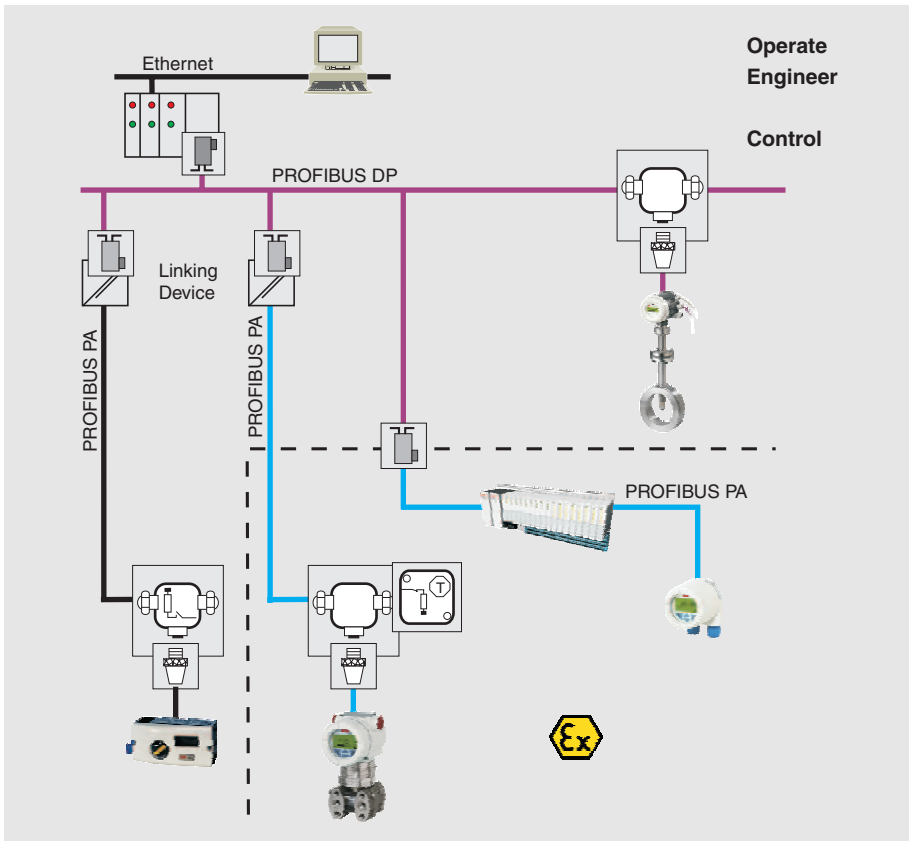 Operate
Engineer
Ethernet
Control
PROFIBUS DP
Linking
Device
PROFIBUS PA
PROFIBUS PA
PROFIBUS PA
T
Ex